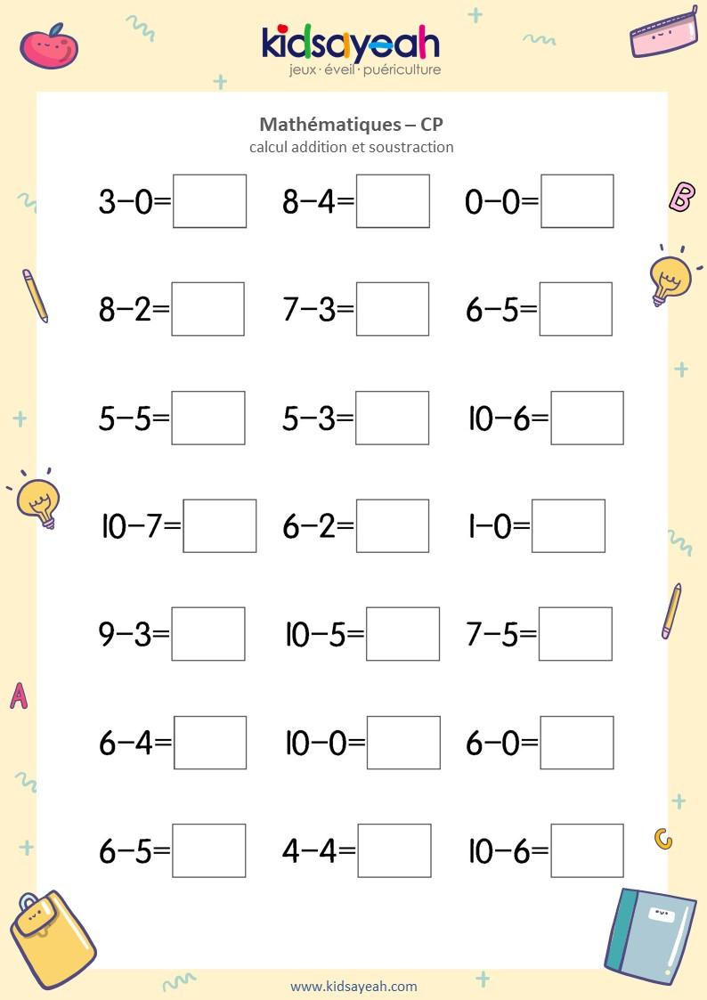 kidsayeah
jeux · éveil · puériculture
Mathématiques – CP
calcul addition et soustraction
3-0= 8-4= 0-0=
B
8-2= 7-3= 6-5=
5-5= 5-3= 10-6=
10-7= 6-2= 1-0=
9-3= 10-5= 7-5=
A
6-4= 10-0= 6-0=
C
6-5= 4-4= 10-6=
www.kidsayeah.com